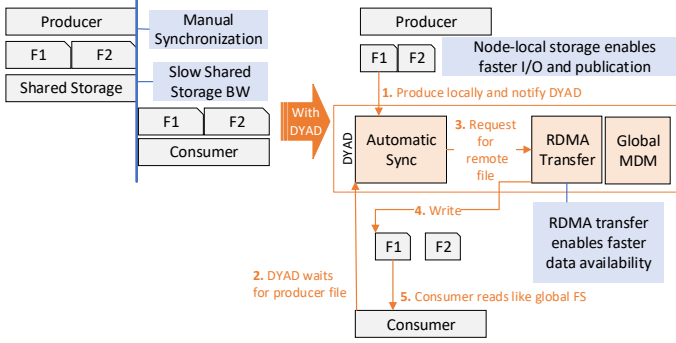 Producer
F1
F2
Shared Storage
Manual
Synchronization
Slow Shared
Storage BW
F1
F2
Consumer
With
DYAD
Producer
F1
F2
Node-local storage enables
faster I/O and publication
1. Produce locally and notify DYAD
DYAD
Automatic
Sync
3. Request
for
remote
file
RDMA
Transfer
Global
MDM
4. Write
RDMA transfer
enables faster
data availability
F1
F2
2. DYAD waits
for producer file
5. Consumer reads like global FS
Consumer